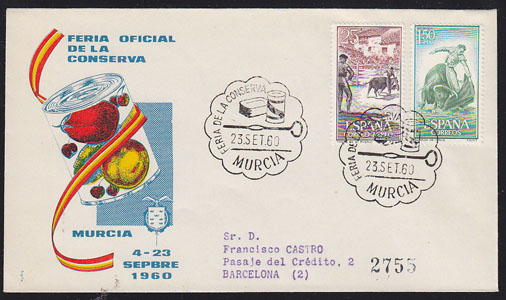 FERIA OFICIAL
DE LA
CONSERVA
MURCIA
4-23
SEPBRE
1960
FERIA DE LA CONSERVA
23.SET.60
MURCIA
25
ESPAÑA
1'50
ESPAÑA
CORREOS
FERIA DE
23.SET.60
MURCIA
Sr. D.
Francisco CASTRO
Pasaje del Crédito, 2
BARCELONA (2)
2755